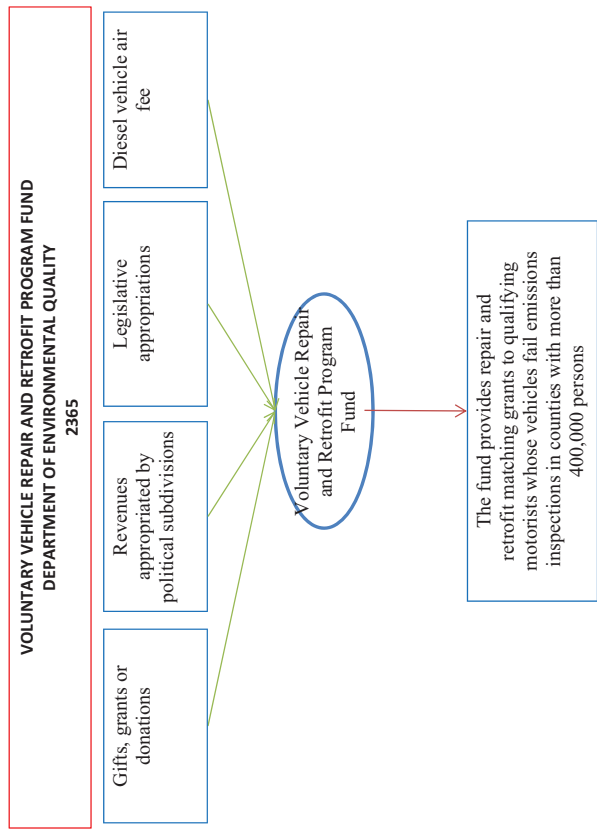 VOLUNTARY VEHICLE REPAIR AND RETROFIT PROGRAM FUND
DEPARTMENT OF ENVIRONMENTAL QUALITY
2365
Gifts, grants or
donations
Revenues
appropriated by
political subdivisions
Legislative
appropriations
Diesel vehicle air
fee
Voluntary Vehicle Repair
and Retrofit Program
Fund
The fund provides repair and
retrofit matching grants to qualifying
motorists whose vehicles fail emissions
inspections in counties with more than
400,000 persons